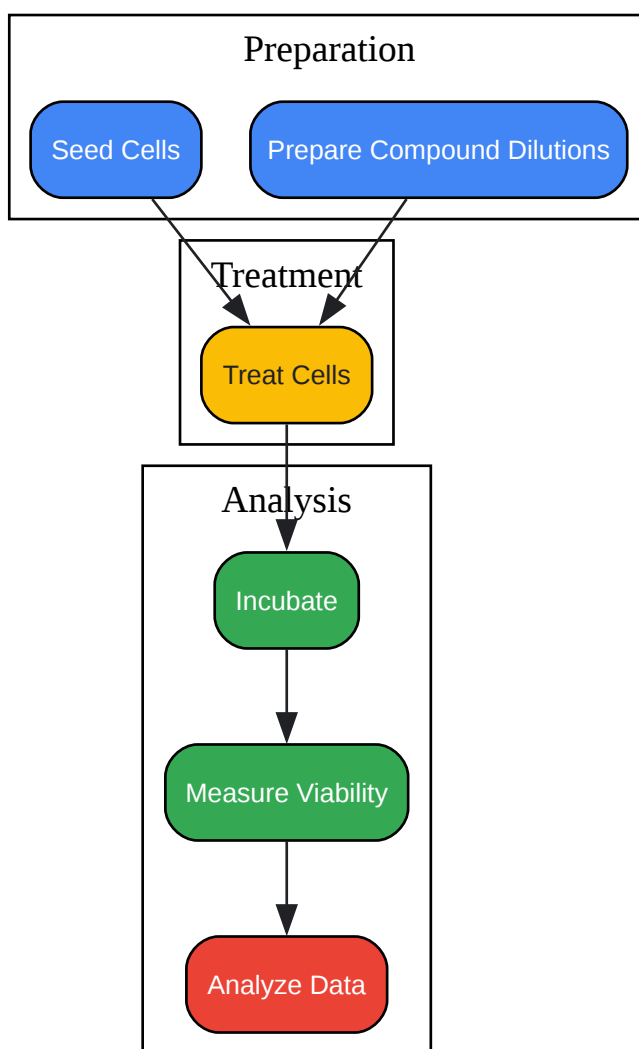 Preparation
Seed Cells
Prepare Compound Dilutions
Treatment
Treat Cells
Analysis
Incubate
Measure Viability
Analyze Data